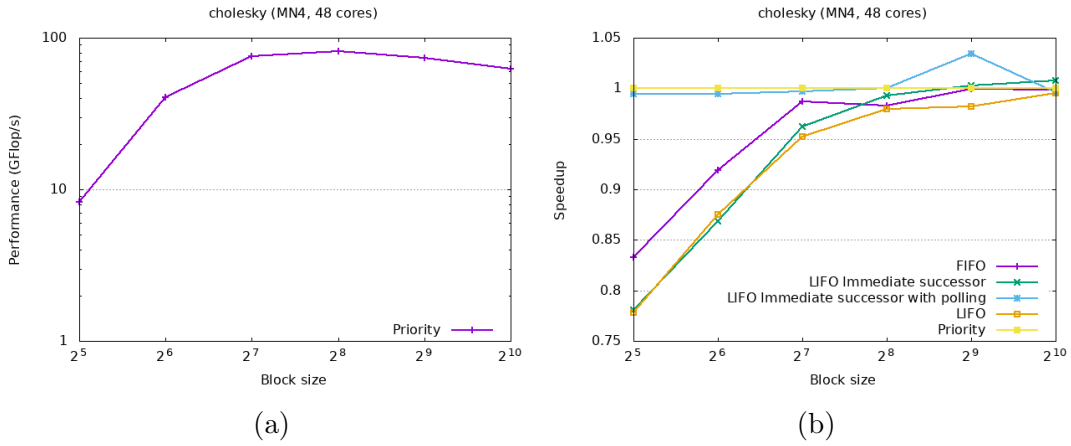 cholesky (MN4, 48 cores)
100
10
1
Performance (GFlop/s)
Priority
2^5 2^6 2^7 2^8 2^9 2^10
Block size
(a)
cholesky (MN4, 48 cores)
1.05
1
0.95
0.9
0.85
0.8
0.75
Speedup
FIFO
LIFO Immediate successor
LIFO Immediate successor with polling
LIFO
Priority
2^5 2^6 2^7 2^8 2^9 2^10
Block size
(b)